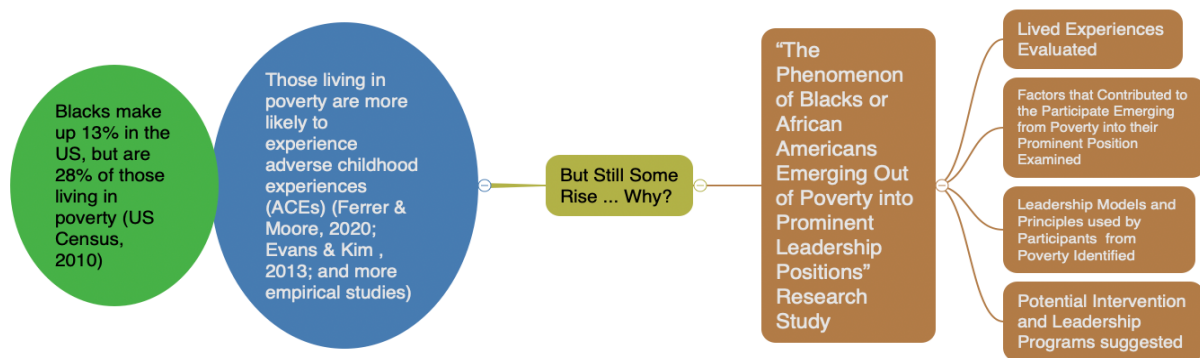 Blacks make
up 13% in the
US, but are
28% of those
living in
poverty (US
Census,
2010)
Those living in
poverty are more
likely to
experience
adverse childhood
experiences
(ACEs) (Ferrer &
Moore, 2020;
Evans & Kim ,
2013; and more
empirical studies)
But Still Some
Rise ... Why?
“The
Phenomenon
of Blacks or
African
Americans
Emerging Out
of Poverty into
Prominent
Leadership
Positions”
Research
Study
Lived Experiences
Evaluated
Factors that Contributed to
the Participate Emerging
from Poverty into their
Prominent Position
Examined
Leadership Models and
Principles used by
Participants from
Poverty Identified
Potential Intervention
and Leadership
Programs suggested